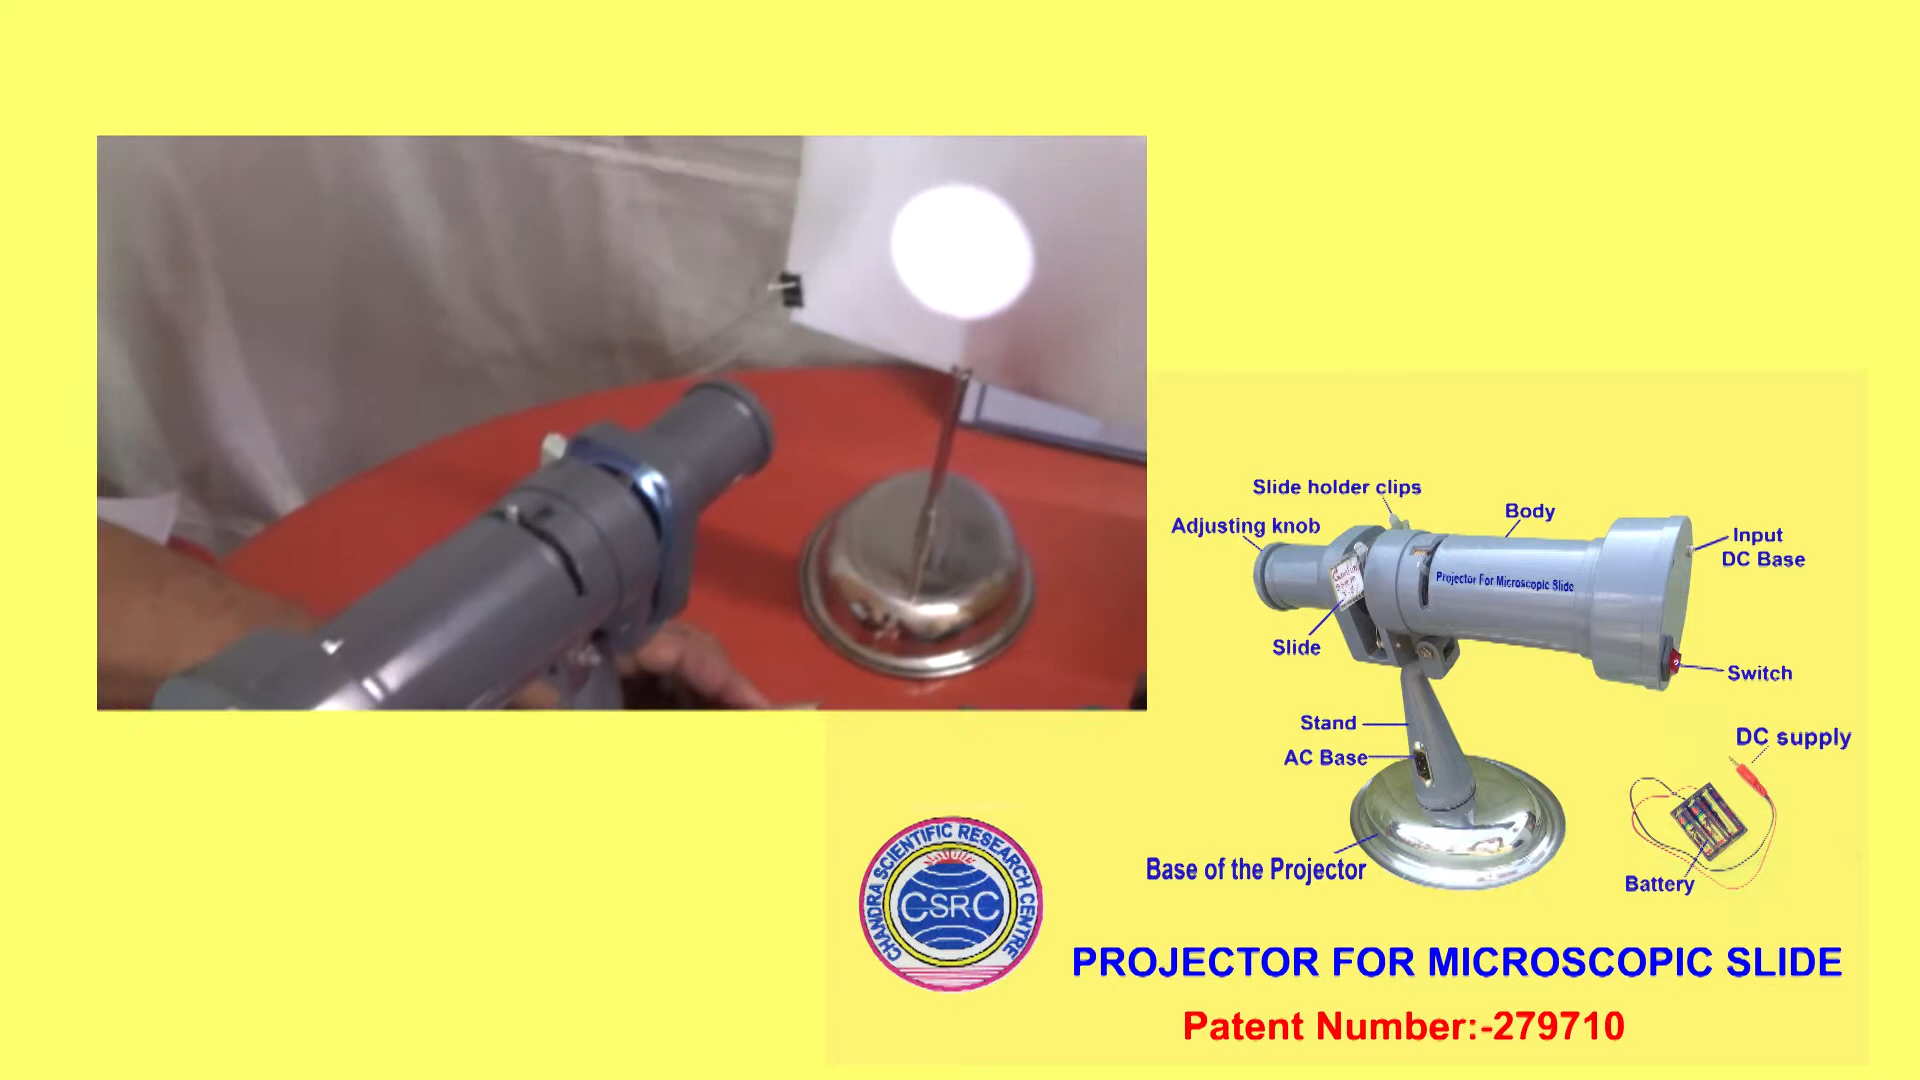 Slide holder clips
Adjusting knob
Body
Input
DC Base
Projector For Microscopic Slide
Slide
Switch
Stand
AC Base
DC supply
Base of the Projector
Battery
CHANDRA SCIENTIFIC RESEARCH CENTRE
CSRC
PROJECTOR FOR MICROSCOPIC SLIDE
Patent Number:-279710